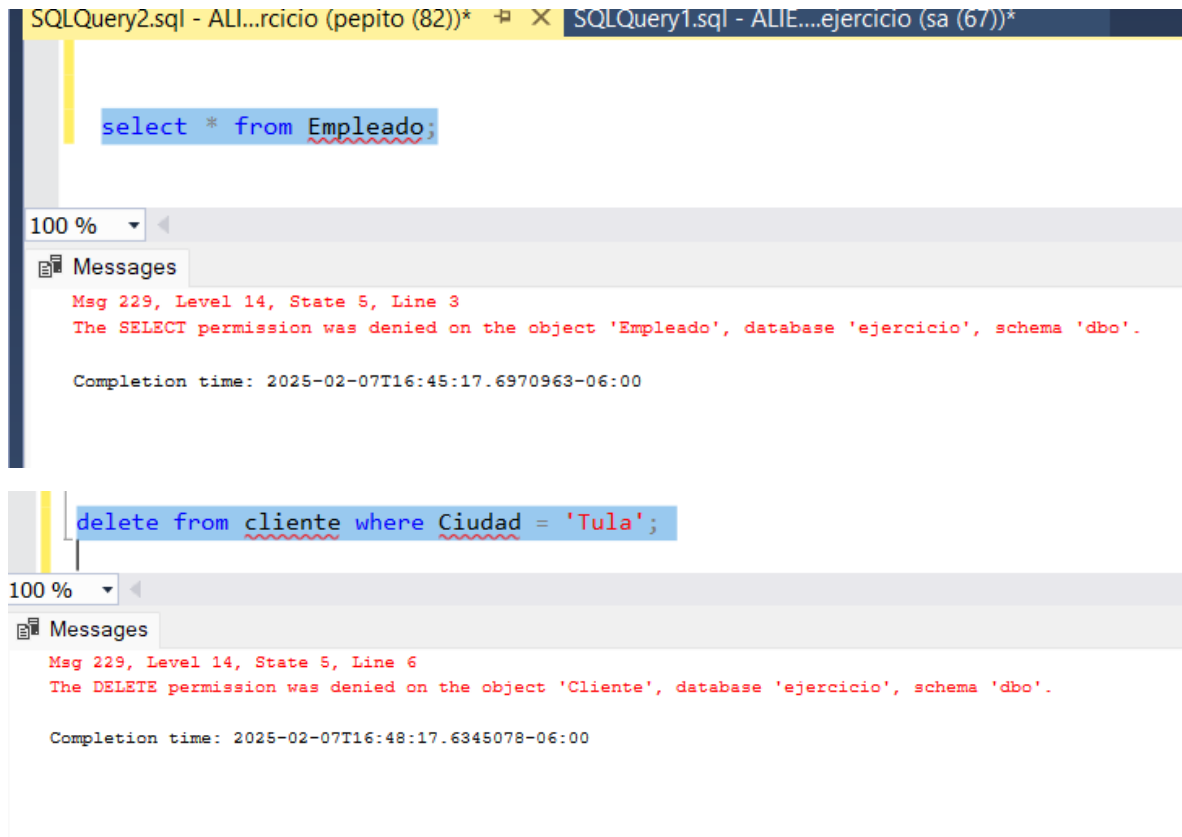 SQLQuery2.sql - ALI...rcicio (pepito (82))* SQLQuery1.sql - ALIE....ejercicio (sa (67))*
select * from Empleado;
100 %
Messages
Msg 229, Level 14, State 5, Line 3
The SELECT permission was denied on the object 'Empleado', database 'ejercicio', schema 'dbo'.
Completion time: 2025-02-07T16:45:17.6970963-06:00
delete from cliente where Ciudad = 'Tula';
100 %
Messages
Msg 229, Level 14, State 5, Line 6
The DELETE permission was denied on the object 'Cliente', database 'ejercicio', schema 'dbo'.
Completion time: 2025-02-07T16:48:17.6345078-06:00